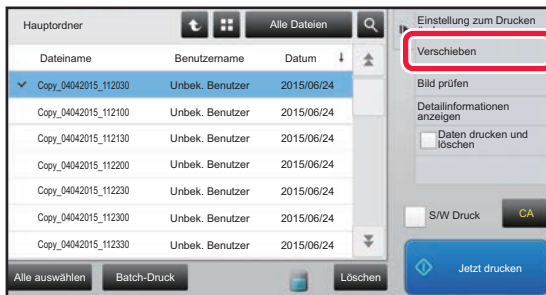 Hauptordner
Alle Dateien
Dateiname Benutzername Datum
Copy_04042015_112030 Unbek. Benutzer 2015/06/24
Copy_04042015_112100 Unbek. Benutzer 2015/06/24
Copy_04042015_112130 Unbek. Benutzer 2015/06/24
Copy_04042015_112200 Unbek. Benutzer 2015/06/24
Copy_04042015_112230 Unbek. Benutzer 2015/06/24
Copy_04042015_112300 Unbek. Benutzer 2015/06/24
Copy_04042015_112330 Unbek. Benutzer 2015/06/24
Alle auswählen Batch-Druck Löschen
Einstellung zum Drucken
Verschieben
Bild prüfen
Detailinformationen
anzeigen
Daten drucken und
löschen
S/W Druck CA
Jetzt drucken